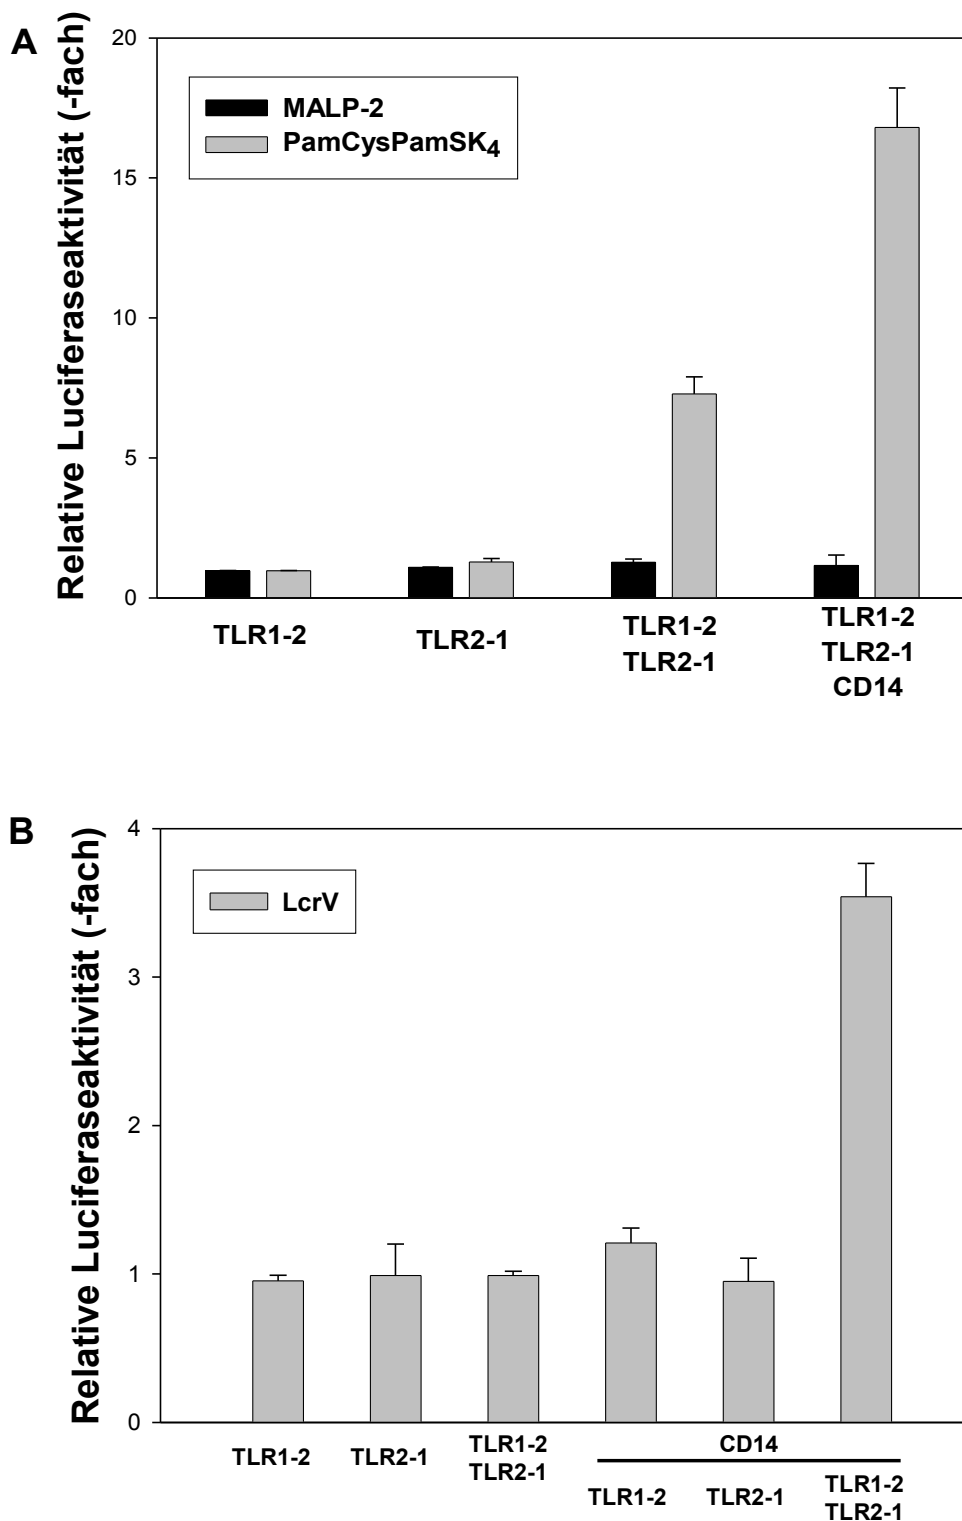 A
Relative Luciferaseaktivität (-fach)
20
15
10
5
0
MALP-2
PamCysPamSK4
TLR1-2
TLR2-1
TLR1-2
TLR2-1
TLR1-2
TLR2-1
CD14
B
Relative Luciferaseaktivität (-fach)
4
3
2
1
0
LcrV
TLR1-2
TLR2-1
TLR1-2
TLR2-1
CD14
TLR1-2
TLR2-1
TLR1-2
TLR2-1